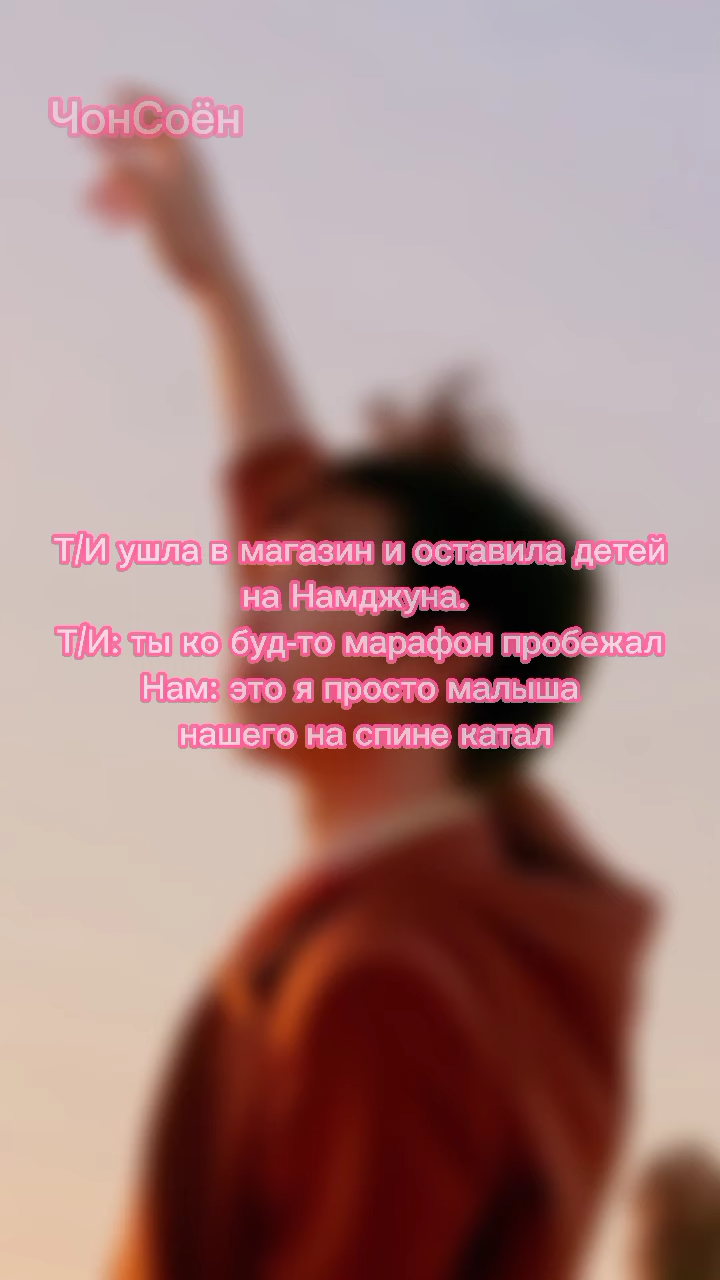 ЧонСоён
Т/И ушла в магазин и оставила детей
на Намджуна.
Т/И: ты ко буд-то марафон пробежал
Нам: это я просто малыша
нашего на спине катал